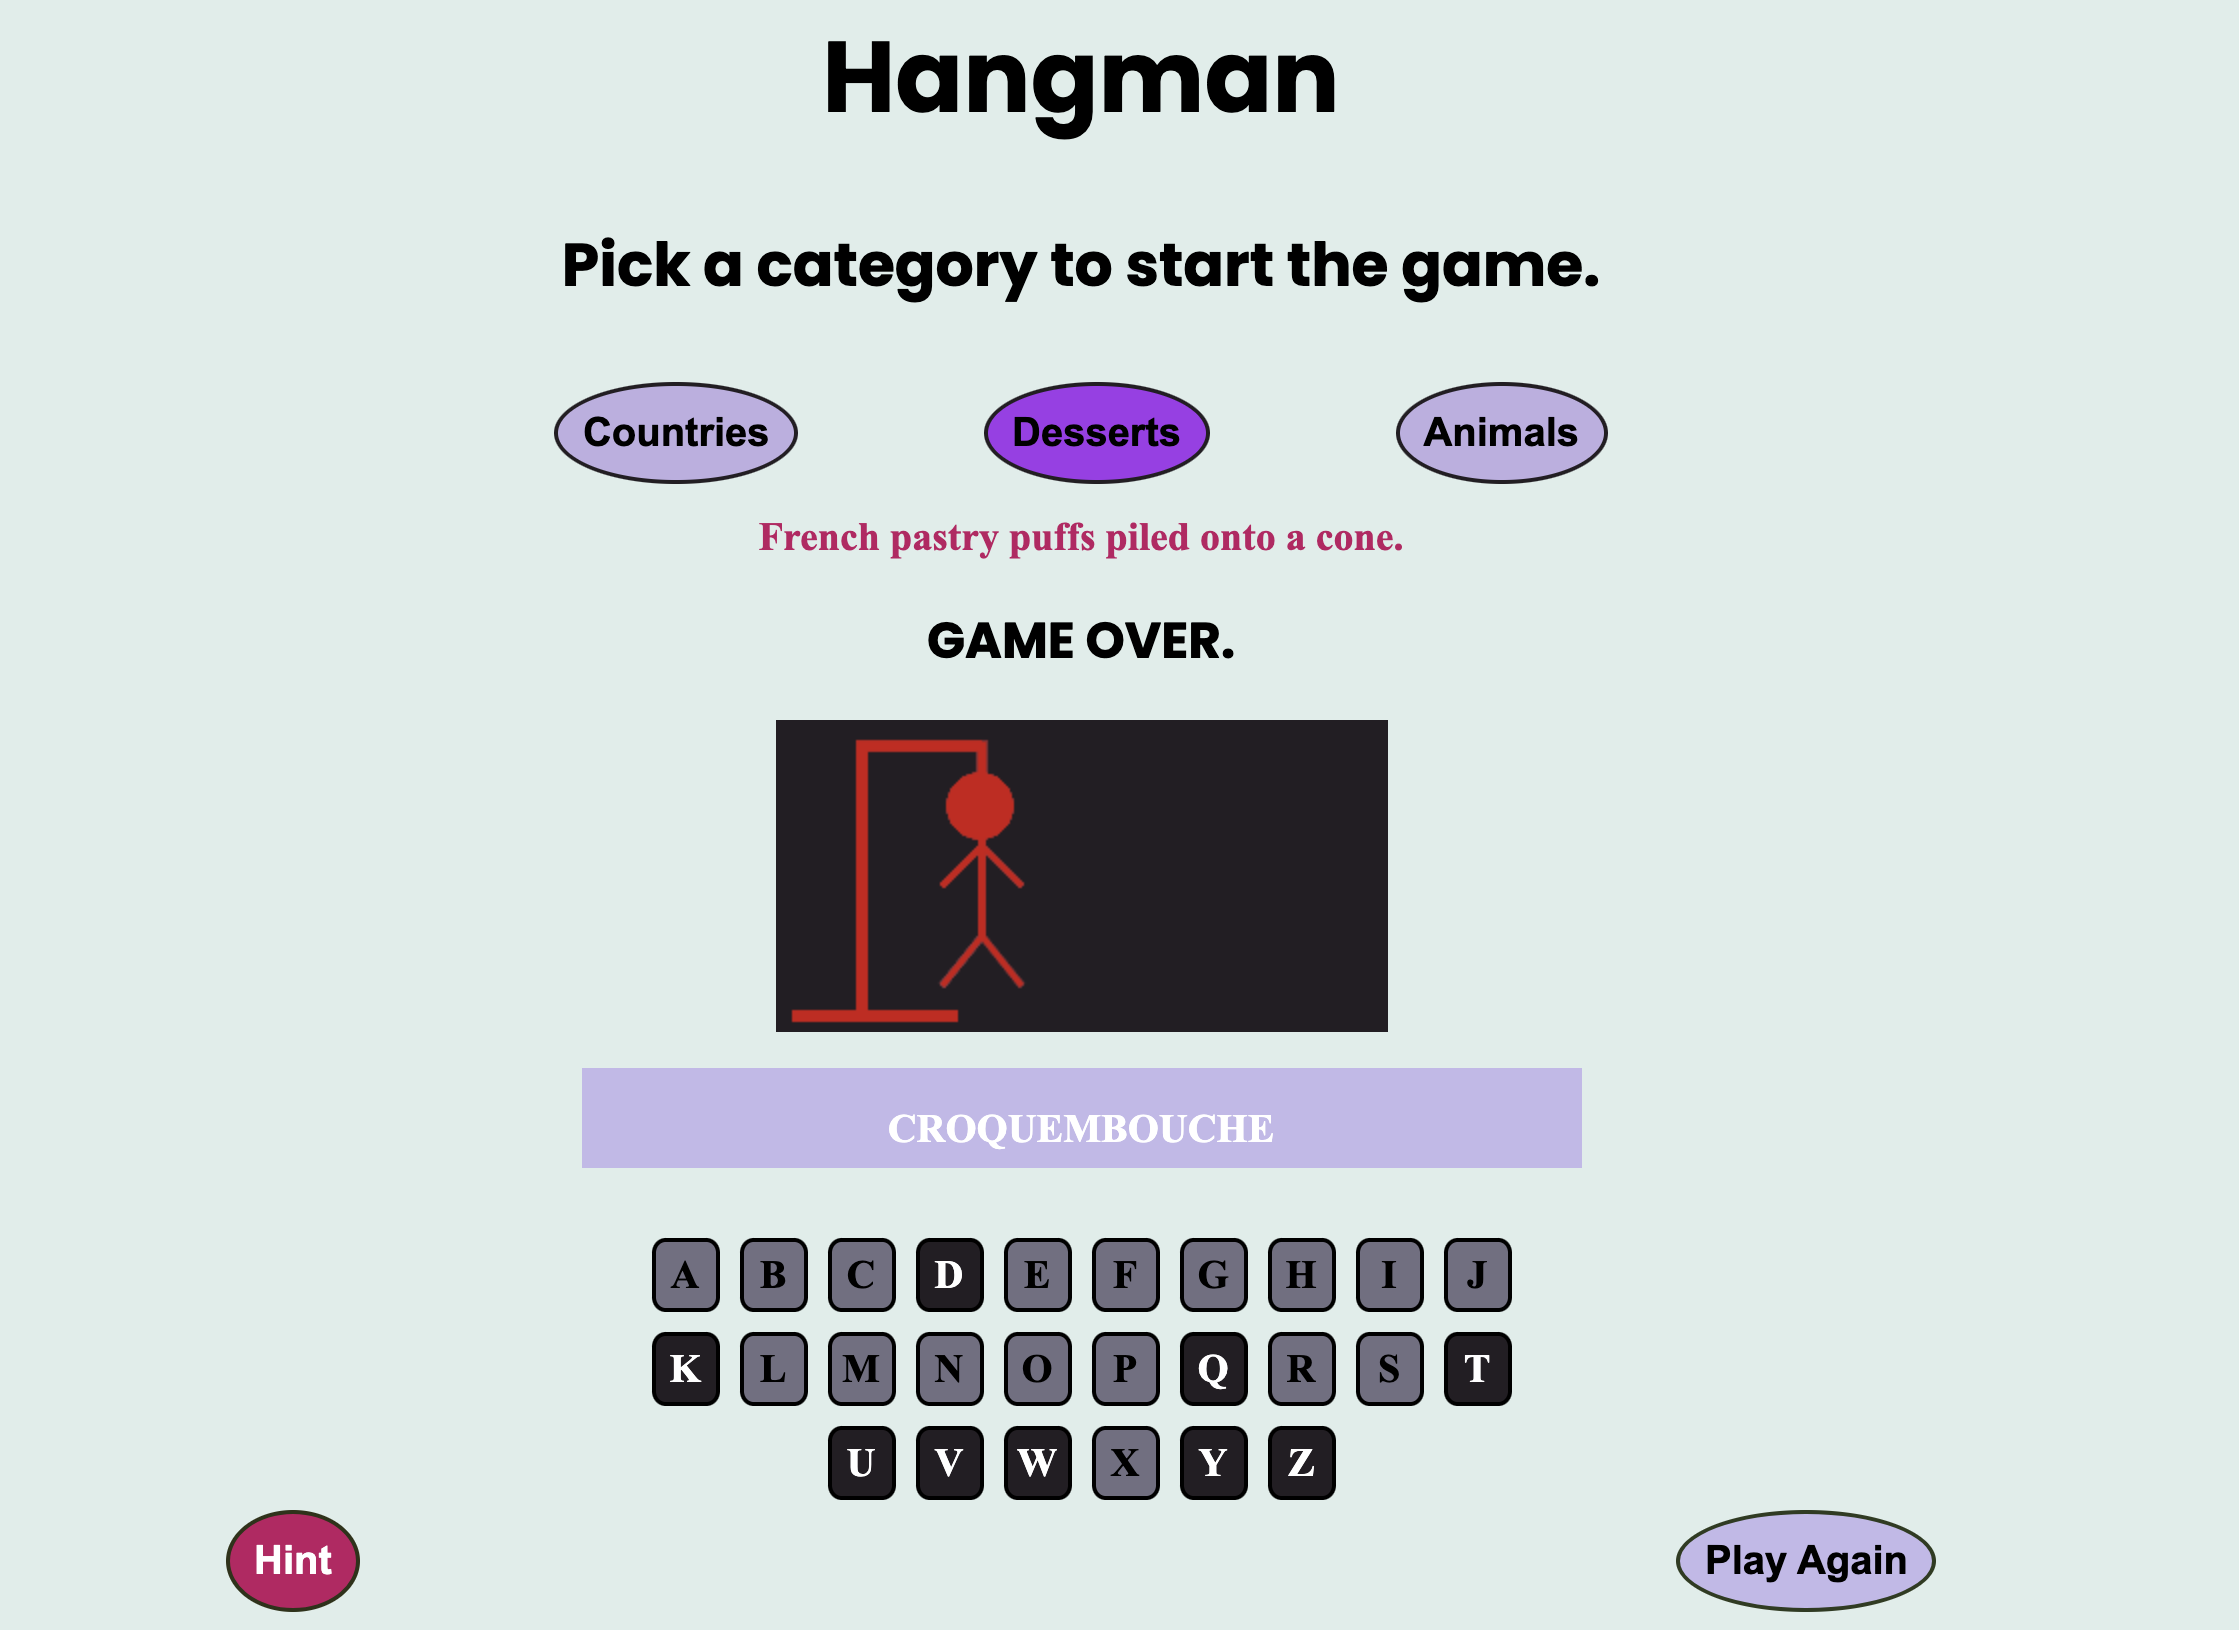 Hangman
Pick a category to start the game.
Countries Desserts Animals
French pastry puffs piled onto a cone.
GAME OVER.
CROQUEMBOUCHE
A B C D E F G H I J
K L M N O P Q R S T
U V W X Y Z
Hint Play Again